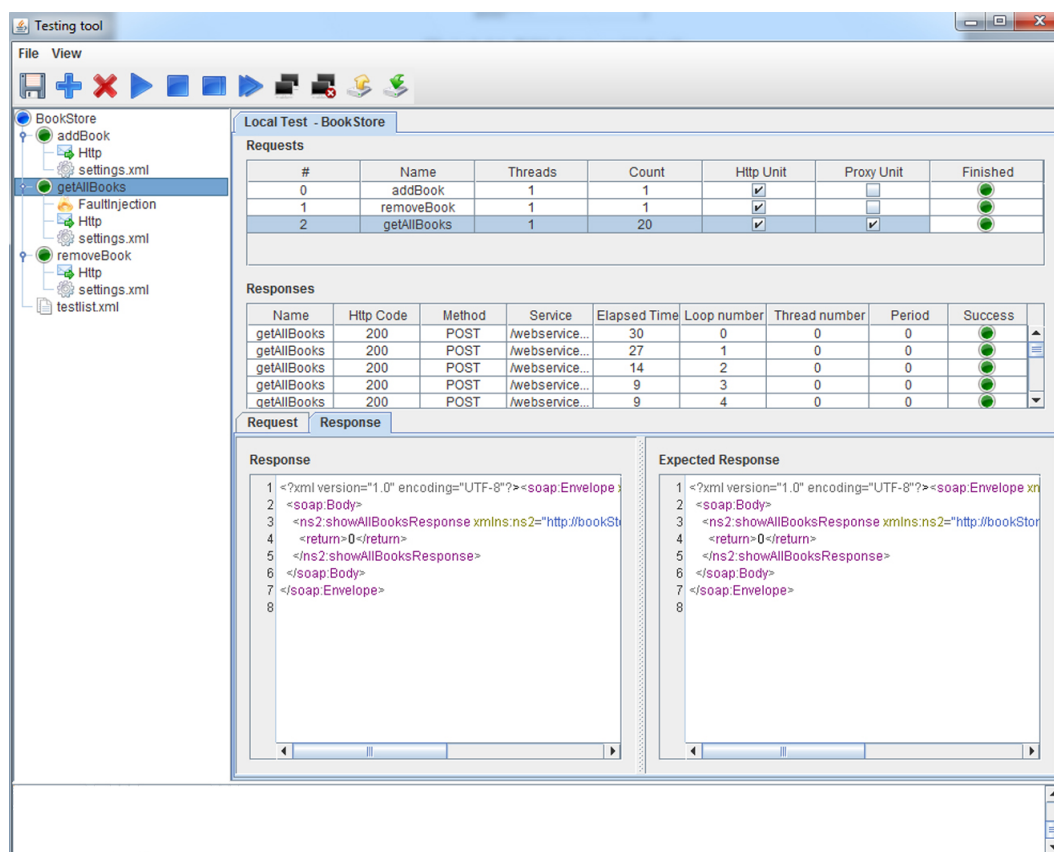 Testing tool
File View
BookStore
addBook
Http
settings.xml
getAllBooks
FaultInjection
Http
settings.xml
removeBook
Http
settings.xml
testlist.xml
Local Test - BookStore
Requests
# Name Threads Count Http Unit Proxy Unit Finished
0 addBook 1 1
1 removeBook 1 1
2 getAllBooks 1 20
Responses
Name Http Code Method Service Elapsed Time Loop number Thread number Period Success
getAllBooks 200 POST /webservice... 30 0 0 0
getAllBooks 200 POST /webservice... 27 1 0 0
getAllBooks 200 POST /webservice... 14 2 0 0
getAllBooks 200 POST /webservice... 9 3 0 0
getAllBooks 200 POST /webservice... 9 4 0 0
Request Response
Response
1 <?xml version="1.0" encoding="UTF-8"?><soap:Envelope
2 <soap:Body>
3 <ns2:showAllBooksResponse xmlns:ns2="http://bookSt
4 <return>0</return>
5 </ns2:showAllBooksResponse>
6 </soap:Body>
7 </soap:Envelope>
8
Expected Response
1 <?xml version="1.0" encoding="UTF-8"?><soap:Envelope xn
2 <soap:Body>
3 <ns2:showAllBooksResponse xmlns:ns2="http://bookStor
4 <return>0</return>
5 </ns2:showAllBooksResponse>
6 </soap:Body>
7 </soap:Envelope>
8